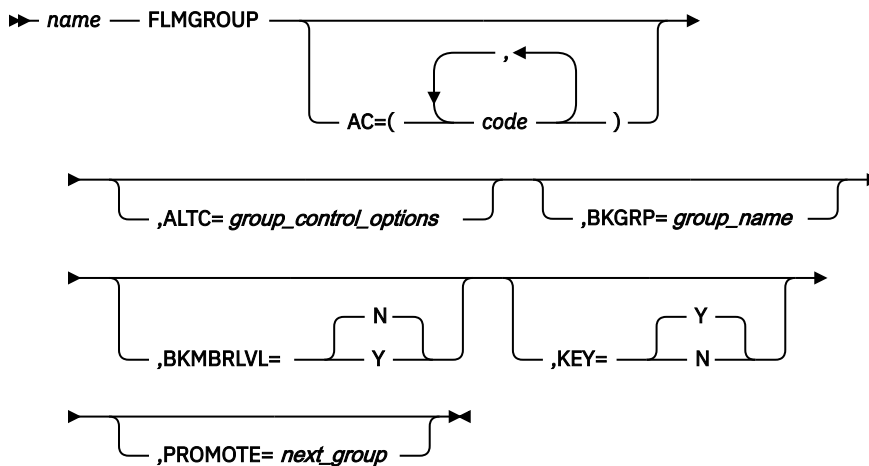 name FLMGROUP
,
AC=( code )
,ALTC= group_control_options ,BKGRP= group_name
N Y
,BKMBRLVL= Y ,KEY= N
,PROMOTE= next_group